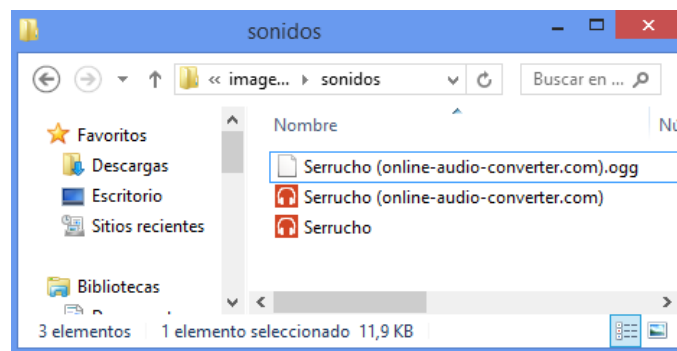 sonidos
« image... sonidos
Buscar en ...
Favoritos
Descargas
Escritorio
Sitios recientes
Bibliotecas
Nombre
Serrucho (online-audio-converter.com).ogg
Serrucho (online-audio-converter.com)
Serrucho
3 elementos
1 elemento seleccionado 11,9 KB